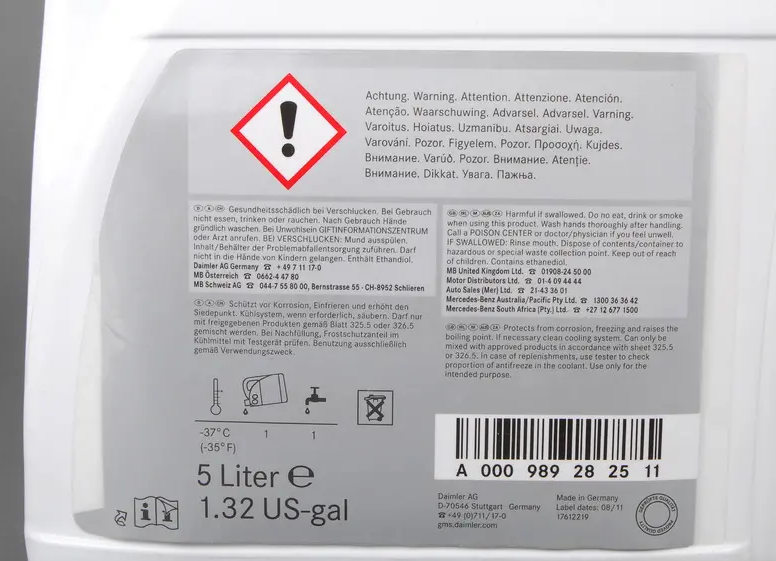 Achtung. Warning. Attention. Attenzione. Atención.
Atenção. Waarschuwing. Advarsel. Advarsel. Varning.
Varoitus. Hoiatus. Uzmanibu. Atsargiai. Uwaga.
Varování. Pozor. Figyelem. Pozor. Προσοχή. Kujdes.
Внимание. Varúð. Pozor. Внимание. Atenţie.
Внимание. Dikkat. Увага. Пажња.
Gesundheitsschädlich bei Verschlucken. Bei Gebrauch
nicht essen, trinken oder rauchen. Nach Gebrauch Hände
gründlich waschen. Bei Unwohlsein GIFTINFORMATIONSZENTRUM
oder Arzt anrufen. BEI VERSCHLUCKEN: Mund ausspülen.
Inhalt/Behälter der Problemabfallentsorgung zuführen. Darf
nicht in die Hände von Kindern gelangen. Enthält Ethandiol.
Daimler AG Germany ☎ +49 7 11 17-0
MB Österreich ☎ 0662-4 47 80
MB Schweiz AG ☎ 044-7 55 80 00, Bernstrasse 55 · CH-8952 Schlieren
Schützt vor Korrosion, Einfrieren und erhöht den
Siedepunkt. Kühlsystem, wenn erforderlich, säubern. Darf nur
mit freigegebenen Produkten gemäß Blatt 325.5 oder 326.5
gemischt werden. Bei Nachfüllung, Frostschutzanteil im
Kühlmittel mit Testgerät prüfen. Benutzung ausschließlich
gemäß Verwendungszweck.
Harmful if swallowed. Do no eat, drink or smoke
when using this product. Wash hands thoroughly after handling.
Call a POISON CENTER or doctor/physician if you feel unwell.
IF SWALLOWED: Rinse mouth. Dispose of contents/container to
hazardous or special waste collection point. Keep out of reach
of children. Contains ethanediol.
MB United Kingdom Ltd. ☎ 01908-24 50 00
Motor Distributors Ltd. ☎ 01-4 09 44 44
Auto Sales (Mer) Ltd. ☎ 21-43 36 01
Mercedes-Benz Australia/Pacific Pty Ltd. ☎ 1300 36 36 42
Mercedes-Benz South Africa (Pty.) Ltd. ☎ +27 12 677 1500
Protects from corrosion, freezing and raises the
boiling point. If necessary clean cooling system. Can only be
mixed with approved products in accordance with sheet 325.5
or 326.5. In case of replenishments, use tester to check
proportion of antifreeze in the coolant. Use only for the
intended purpose.
-37°C 1 1
(-35°F)
5 Liter ℮
1.32 US-gal
A 000 989 28 25 11
Daimler AG
D-70546 Stuttgart Germany
☎ +49 (0)711/ 17-0
gms.daimler.com
Made in Germany
Label dates: 08/11
17612219
GEPRÜFTE QUALITÄT